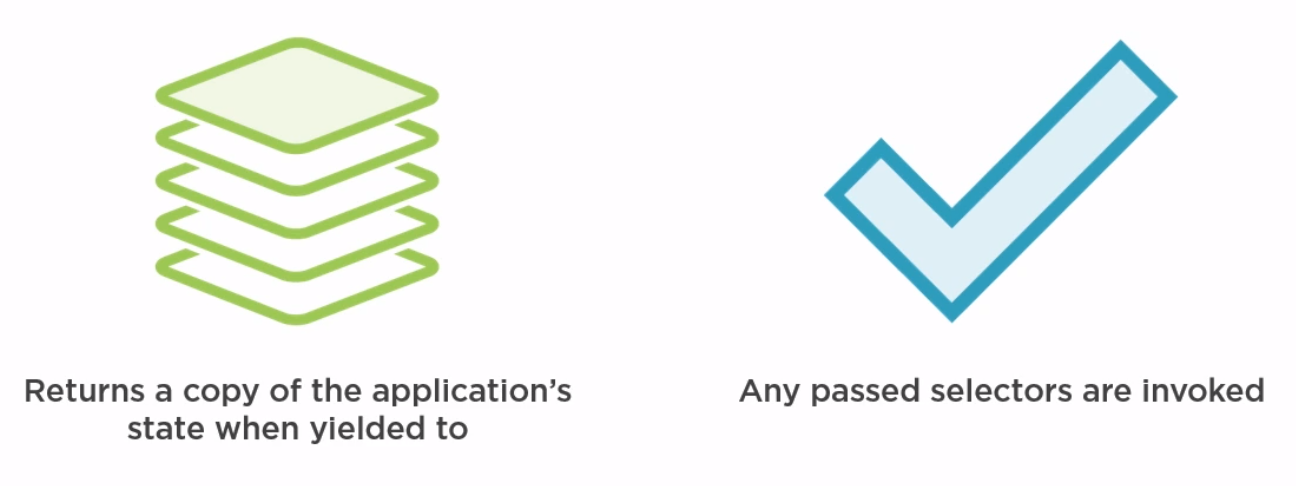 Returns a copy of the application’s
state when yielded to
Any passed selectors are invoked